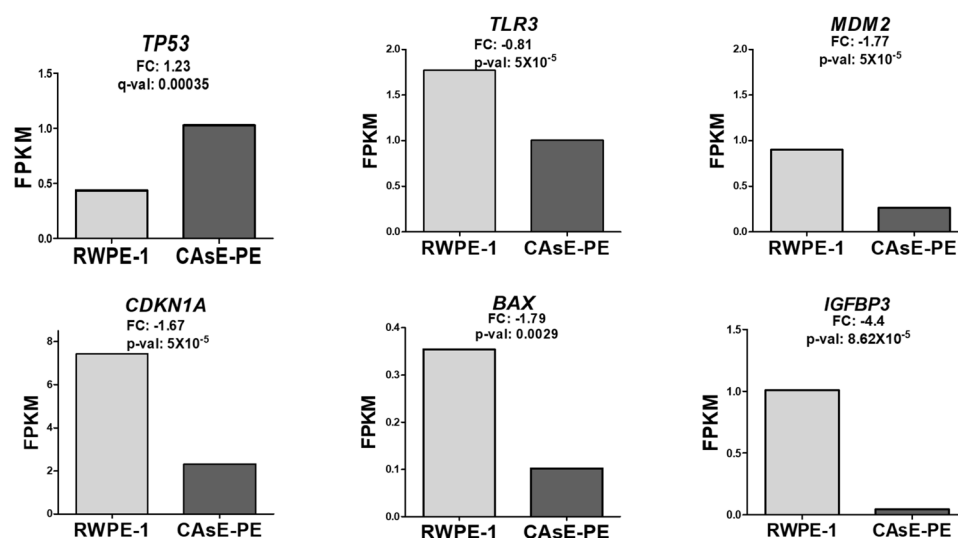 TP53
FC: 1.23
q-val: 0.00035
FPKM
1.5
1.0
0.5
0.0
RWPE-1 CAsE-PE
TLR3
FC: -0.81
p-val: 5X10⁻⁵
FPKM
2.0
1.5
1.0
0.5
0.0
RWPE-1 CAsE-PE
MDM2
FC: -1.77
p-val: 5X10⁻⁵
FPKM
2.0
1.5
1.0
0.5
0.0
RWPE-1 CAsE-PE
CDKN1A
FC: -1.67
p-val: 5X10⁻⁵
FPKM
8
6
4
2
0
RWPE-1 CAsE-PE
BAX
FC: -1.79
p-val: 0.0029
FPKM
0.4
0.3
0.2
0.1
0.0
RWPE-1 CAsE-PE
IGFBP3
FC: -4.4
p-val: 8.62X10⁻⁵
FPKM
1.5
1.0
0.5
0.0
RWPE-1 CAsE-PE